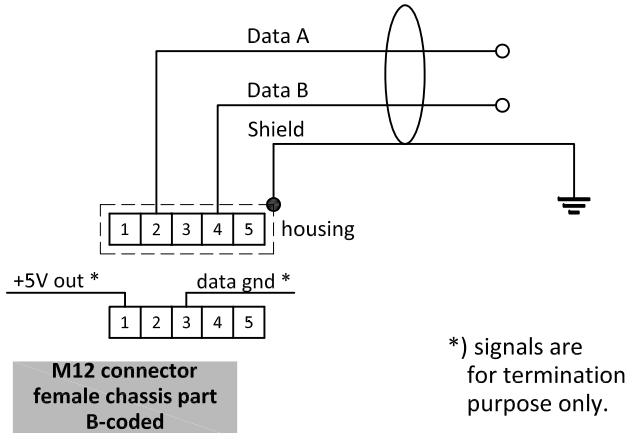 Data A
Data B
Shield
1 2 3 4 5
housing
+5V out * data gnd *
1 2 3 4 5
M12 connector
female chassis part
B-coded
*) signals are
for termination
purpose only.